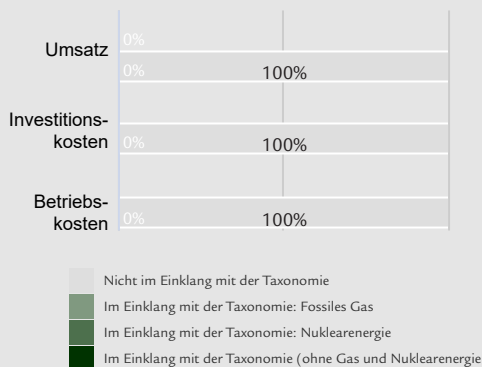 0%
Umsatz
0% 100%
Investitions-
kosten
0% 100%
Betriebs-
kosten
0% 100%
Nicht im Einklang mit der Taxonomie
Im Einklang mit der Taxonomie: Fossiles Gas
Im Einklang mit der Taxonomie: Nuklearenergie
Im Einklang mit der Taxonomie (ohne Gas und Nuklearenergie